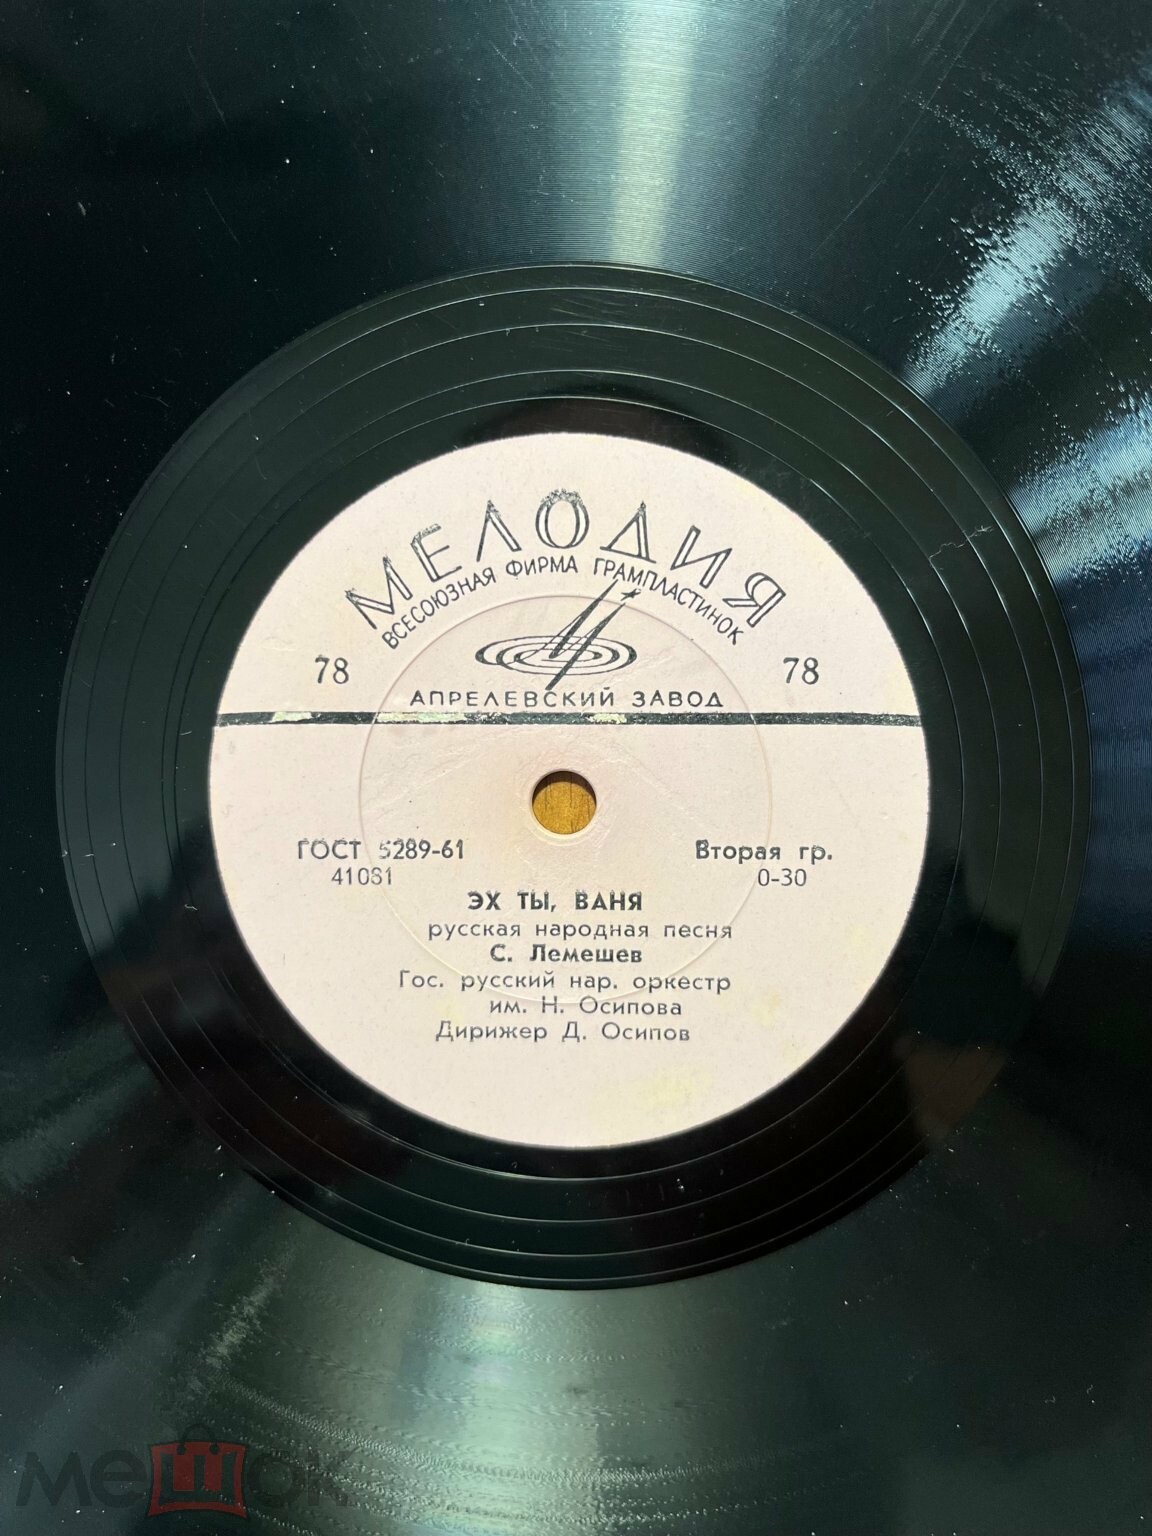 МЕЛОДИЯ
ВСЕСОЮЗНАЯ ФИРМА ГРАМПЛАСТИНОК
78 78
АПРЕЛЕВСКИЙ ЗАВОД
ГОСТ 5289-61 Вторая гр.
41081 0-30
ЭХ ТЫ, ВАНЯ
русская народная песня
С. Лемешев
Гос. русский нар. оркестр
им. Н. Осипова
Дирижер Д. Осипов
мешок